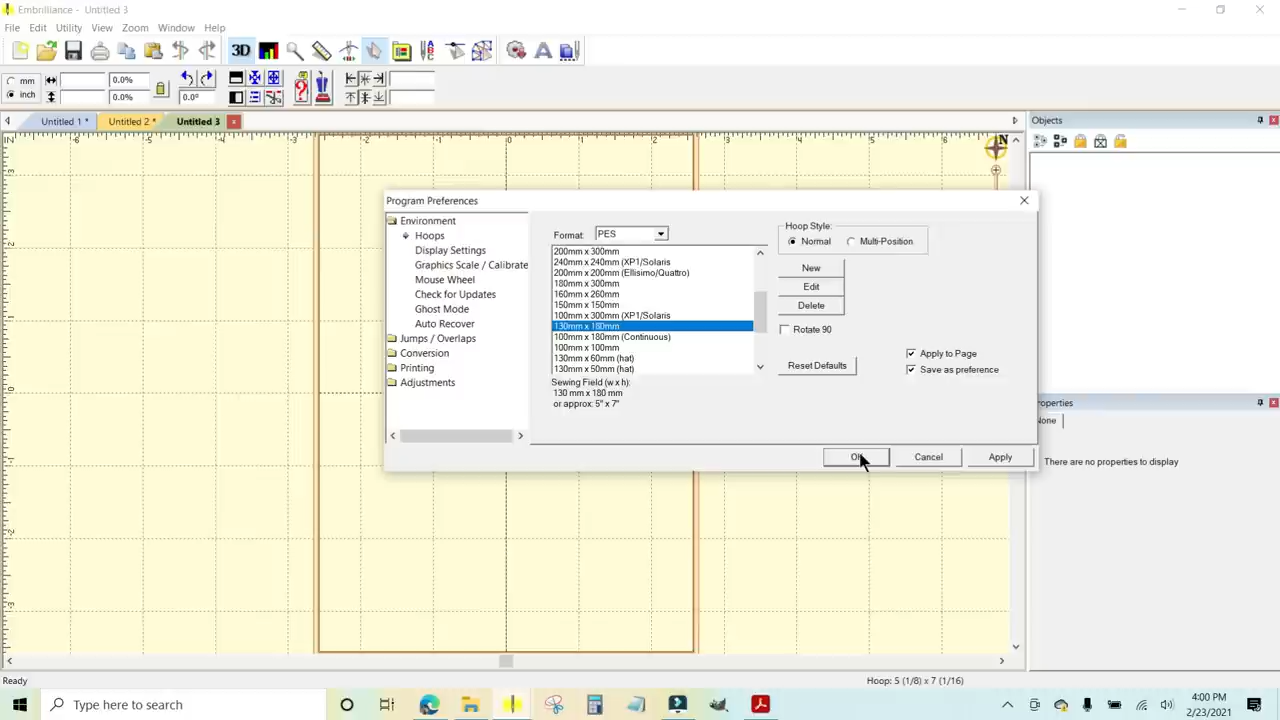 Embrilliance - Untitled 3
File Edit Utility Views Zoom Window Help
3D
mm
inch
0.0%
0.0%
0.0°
Untitled 1 *
Untitled 2 *
Untitled 3
Objects
Program Preferences
Environment
Hoops
Display Settings
Graphics Scale / Calibrate
Mouse Wheel
Check for Updates
Ghost Mode
Auto Recover
Jumps / Overlaps
Conversion
Printing
Adjustments
Format: PES
200mm x 300mm
240mm x 240mm (XP1/Solaris
200mm x 200mm (Ellisimo/Quattro)
180mm x 300mm
160mm x 260mm
150mm x 150mm
100mm x 300mm (XP1/Solaris
130mm x 180mm
100mm x 180mm (Continuous)
100mm x 100mm
130mm x 60mm (hat)
130mm x 50mm (hat)
Sewing Field (w x h):
130 mm x 180 mm
or approx: 5" x 7"
Hoop Style:
Normal Multi-Position
New
Edit
Delete
Rotate 90
Reset Defaults
Apply to Page
Save as preference
OK Cancel Apply
roperties
None
There are no properties to display
Ready
Hoop: 5 (1/8) x 7 (1/16)
Type here to search
4:00 PM
2/23/2021